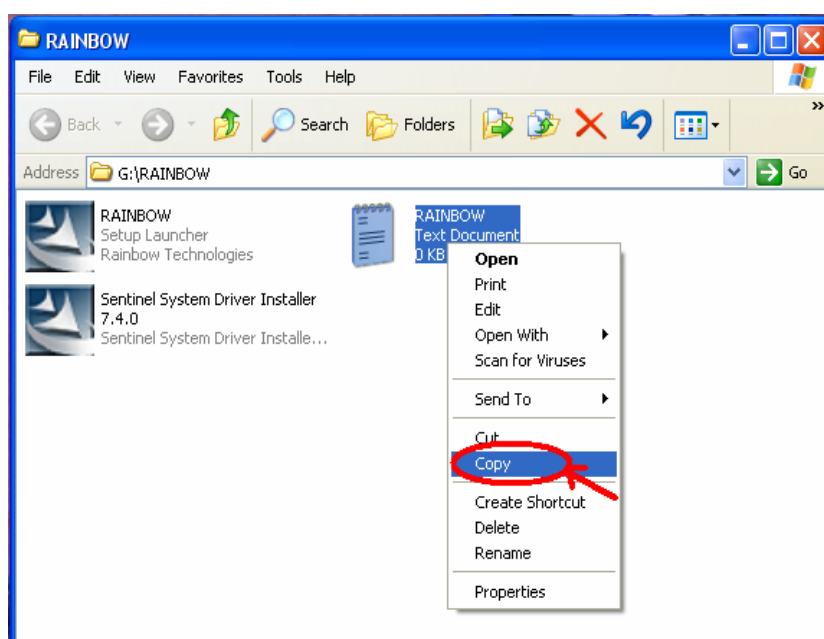 RAINBOW
File Edit View Favorites Tools Help
Back Search Folders »
Address G:\RAINBOW Go
RAINBOW
Setup Launcher
Rainbow Technologies
RAINBOW
Text Document
0 KB
Sentinel System Driver Installer
7.4.0
Sentinel System Driver Installe...
Open
Print
Edit
Open With
Scan for Viruses
Send To
Cut
Copy
Create Shortcut
Delete
Rename
Properties